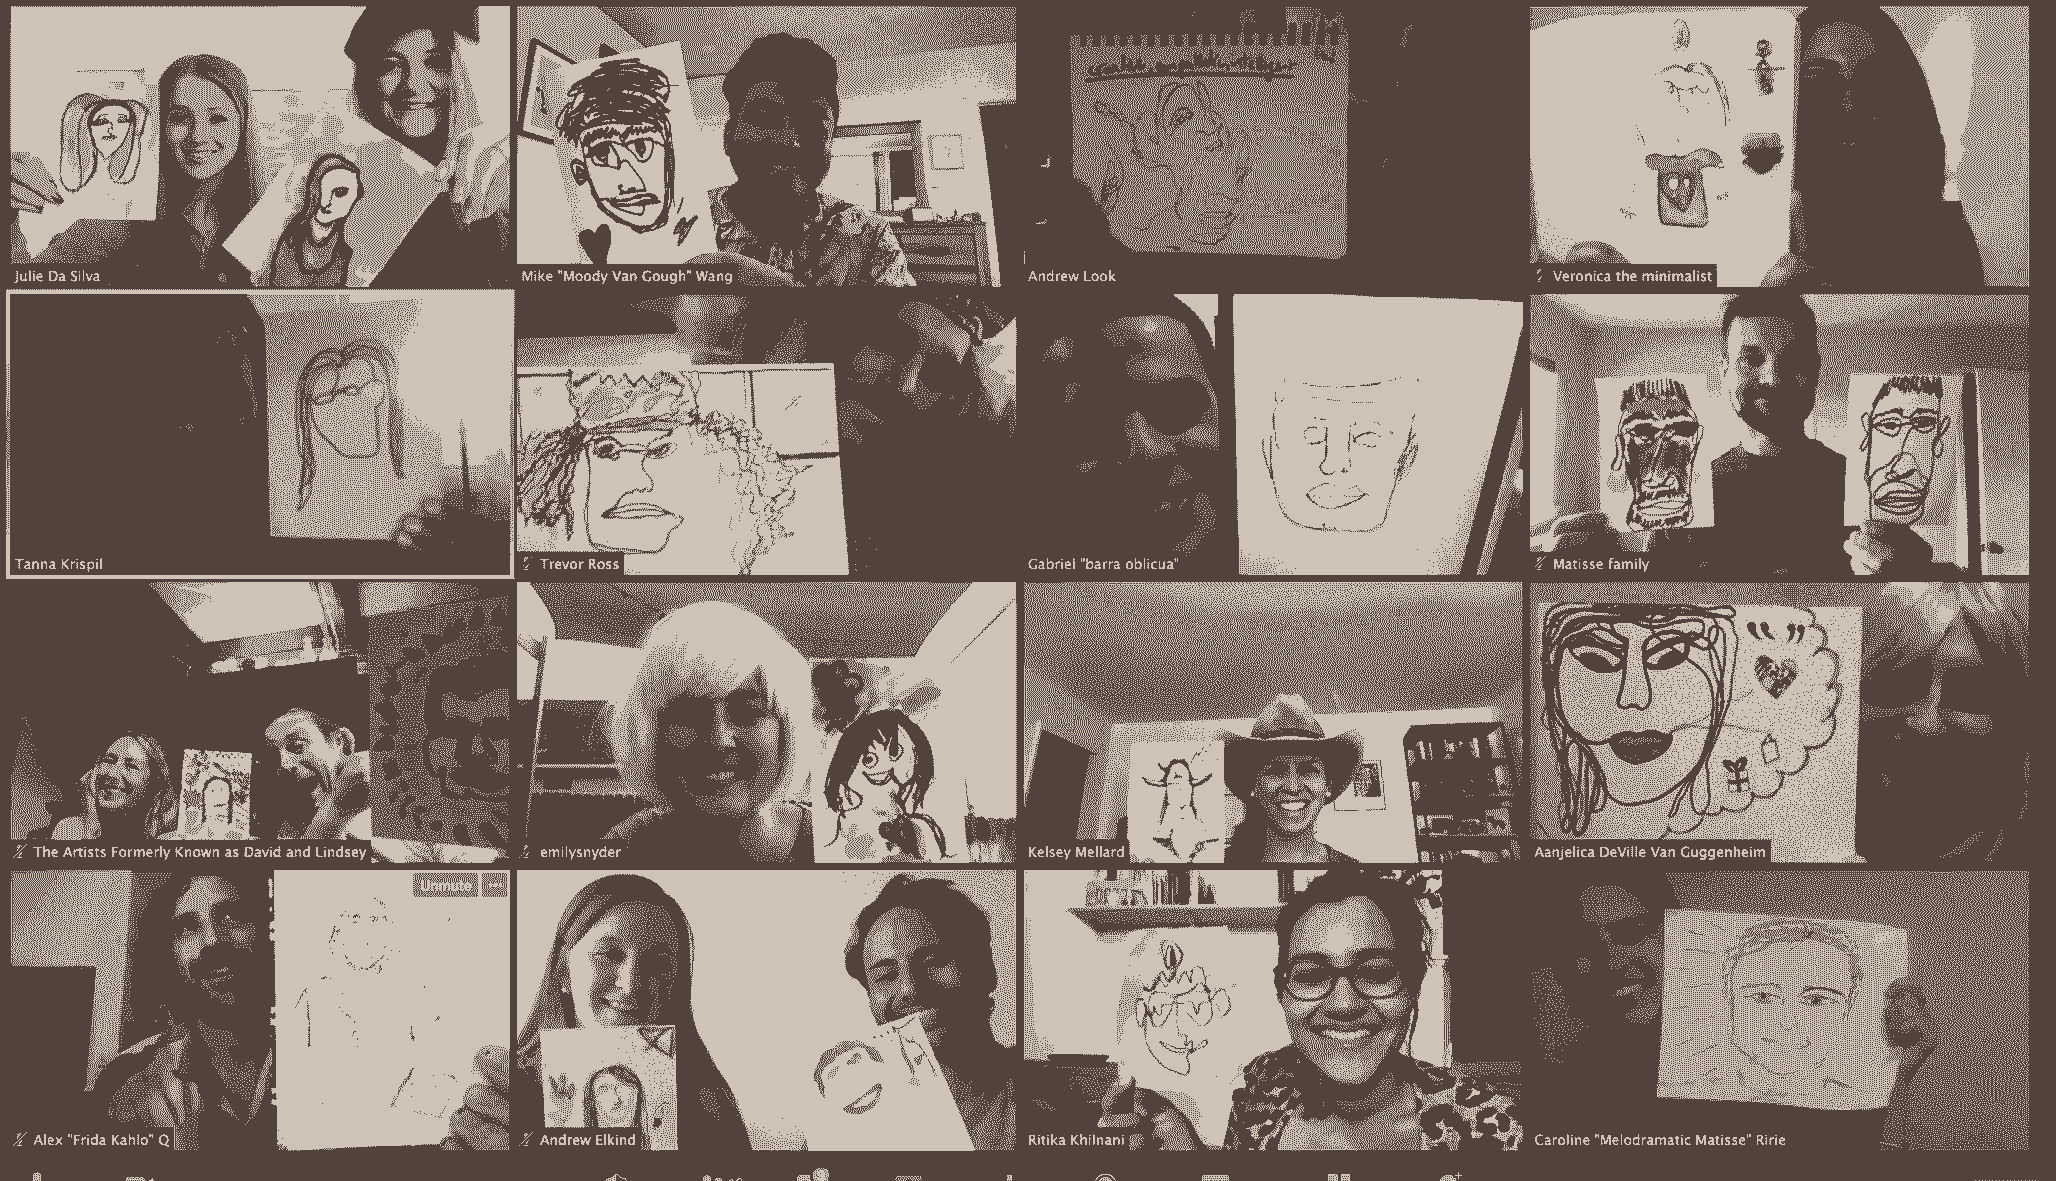 Julie Da Silva
Mike "Moody Van Gough" Wang
Andrew Look
Veronica the minimalist
Tanna Krispil
Trevor Ross
Gabriel "barra oblicua"
Matisse family
The Artists Formerly Known as David and Lindsey
emilysnyder
Kelsey Mellard
Aanjelica DeVille Van Guggenheim
Unmute
Alex "Frida Kahlo" Q
Andrew Elkind
Ritika Khilnani
Caroline "Melodramatic Matisse" Ririe